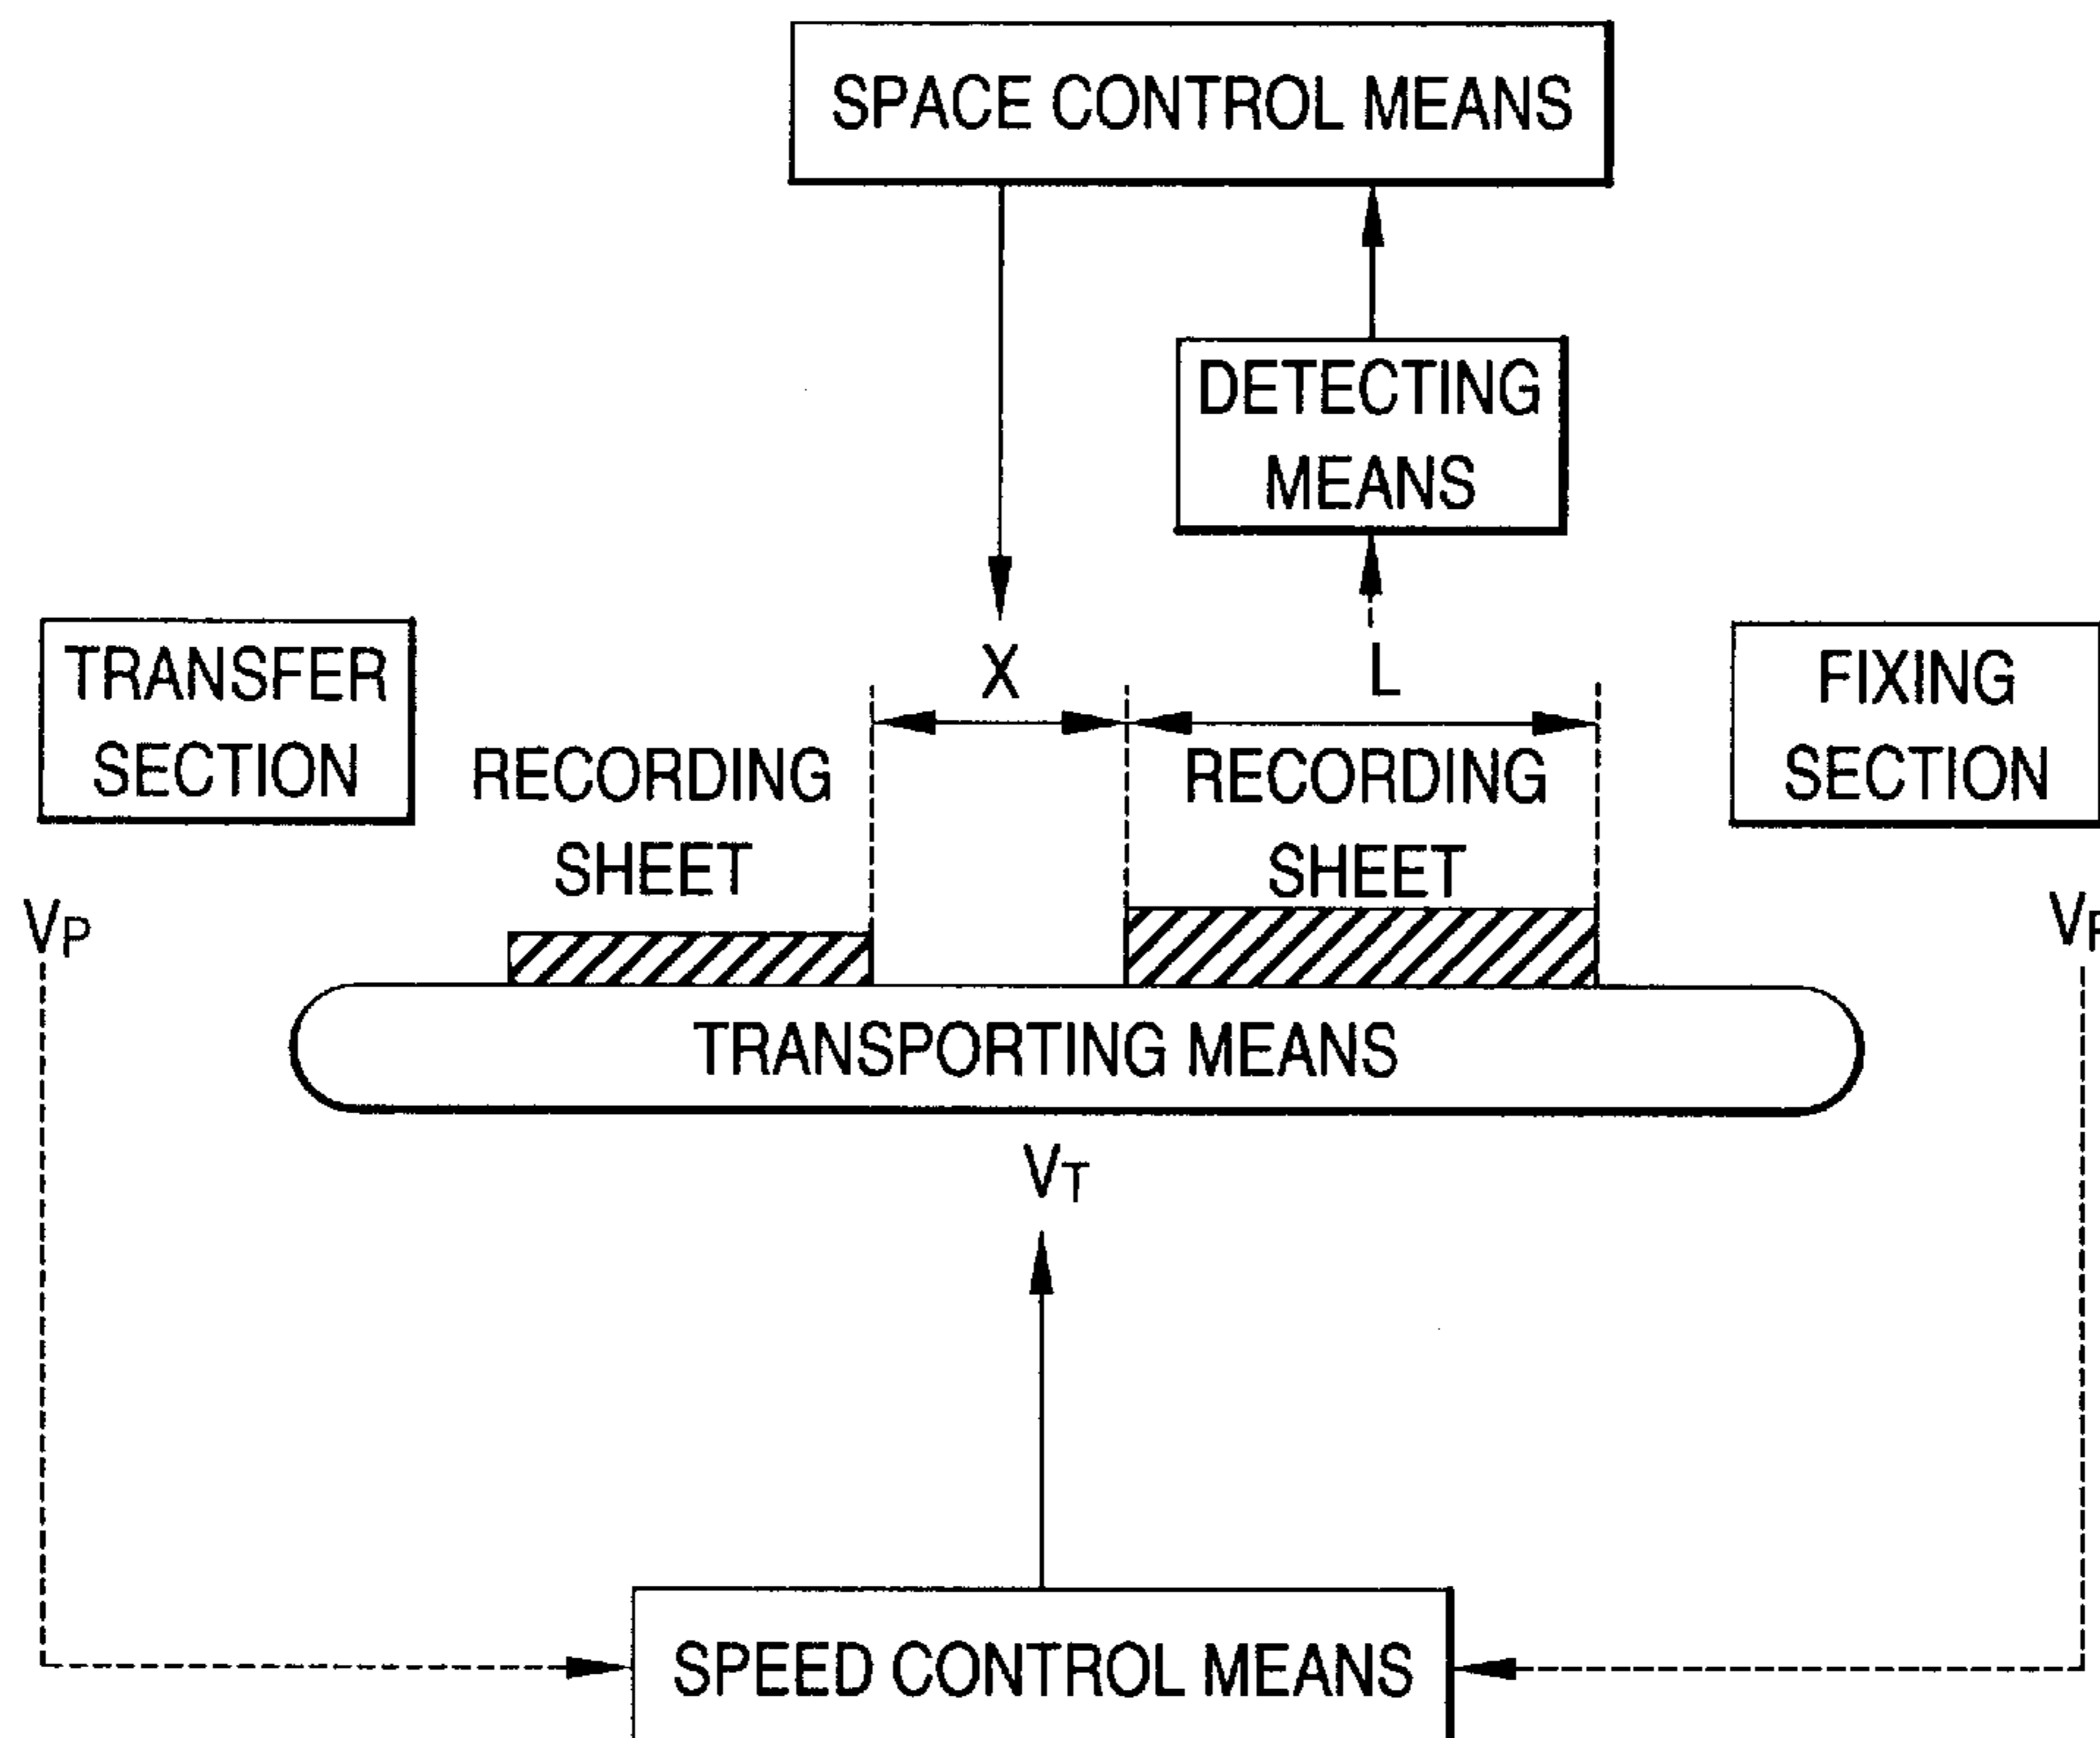 SPACE CONTROL MEANS
DETECTING
MEANS
TRANSFER
SECTION
X
L
FIXING
SECTION
RECORDING
SHEET
RECORDING
SHEET
VP
TRANSPORTING MEANS
VT
SPEED CONTROL MEANS